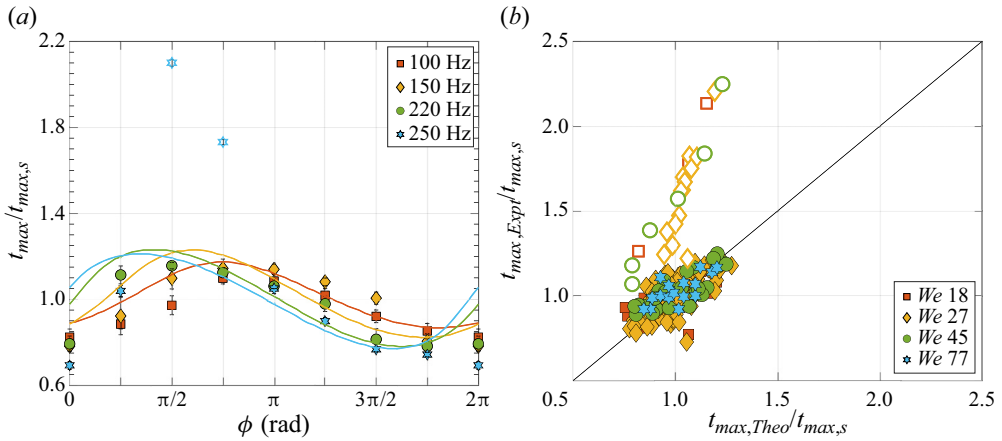 (a)
2.2
1.8
1.4
1.0
0.6
t_max/t_max,s
100 Hz
150 Hz
220 Hz
250 Hz
0 π/2 π 3π/2 2π
ϕ (rad)
(b)
2.5
2.0
1.5
1.0
t_max,Expt/t_max,s
We 18
We 27
We 45
We 77
0.5 1.0 1.5 2.0 2.5
t_max,Theo/t_max,s